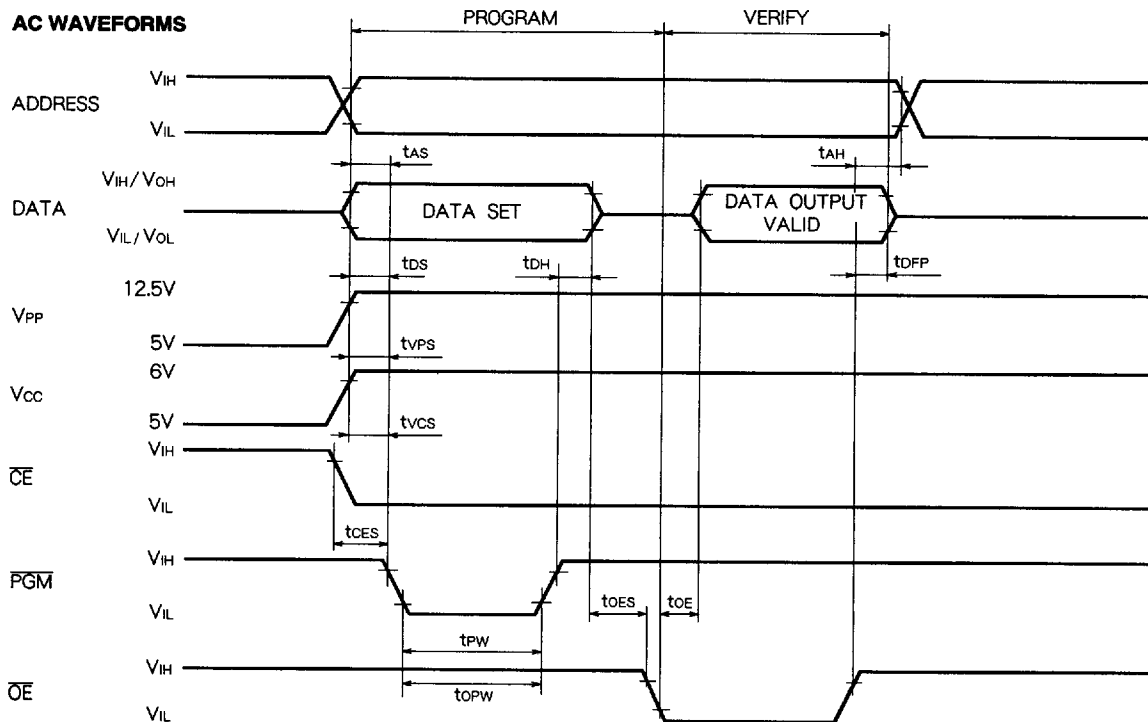 AC WAVEFORMS
PROGRAM
VERIFY
ADDRESS
VIH
VIL
tAS
tAH
DATA
VIH/VOH
VIL/VOL
DATA SET
DATA OUTPUT
VALID
tDS
tDH
tDFP
VPP
12.5V
5V
tVPS
VCC
6V
5V
tVCS
CE
VIH
VIL
tCES
PGM
VIH
VIL
tOES
tOE
tPW
tOPW
OE
VIH
VIL